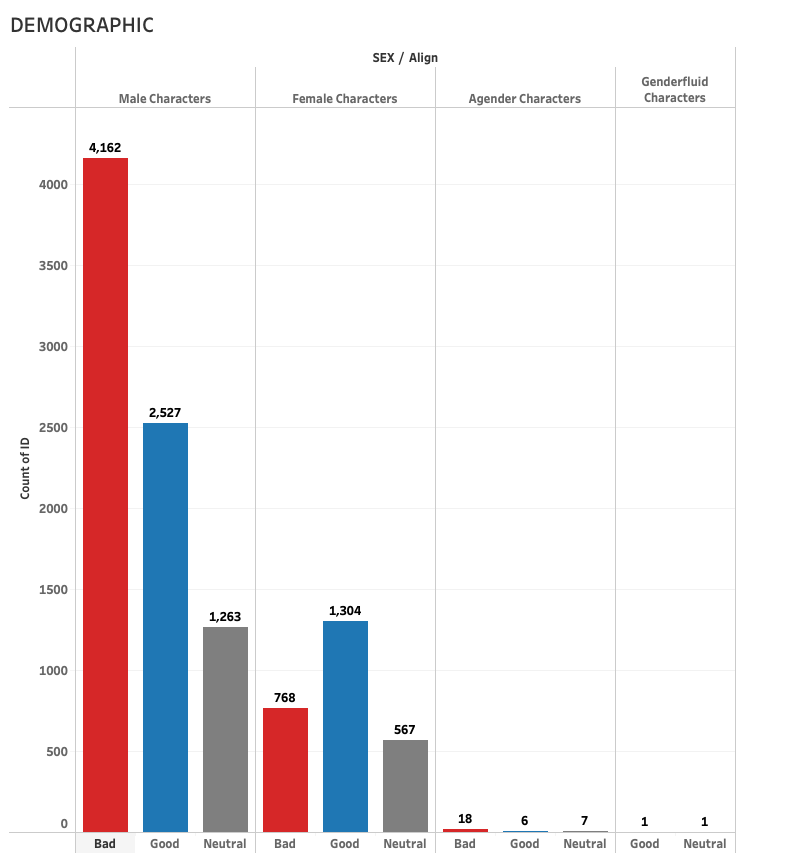 DEMOGRAPHIC
SEX / Align
Male Characters
Female Characters
Agender Characters
Genderfluid
Characters
Count of ID
4000
3500
3000
2500
2000
1500
1000
500
0
4,162
2,527
1,263
768
1,304
567
18
6
7
1
1
Bad
Good
Neutral
Bad
Good
Neutral
Bad
Good
Neutral
Good
Neutral